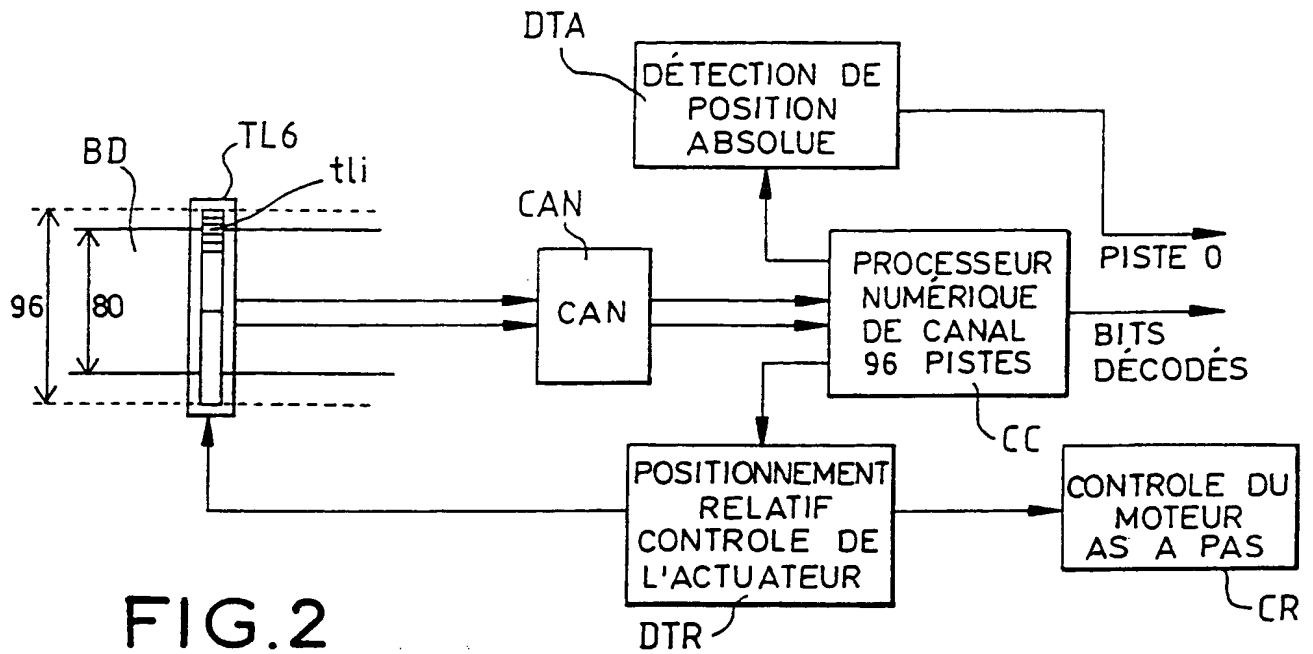 DTA
DÉTECTION DE
POSITION
ABSOLUE
BD
TL6
tli
CAN
CAN
96
80
PROCESSEUR
NUMÉRIQUE
DE CANAL
96 PISTES
PISTE 0
BITS
DÉCODÉS
CC
POSITIONNEMENT
RELATIF
CONTROLE DE
L'ACTUATEUR
CONTROLE DU
MOTEUR
AS A PAS
DTR
CR
FIG.2